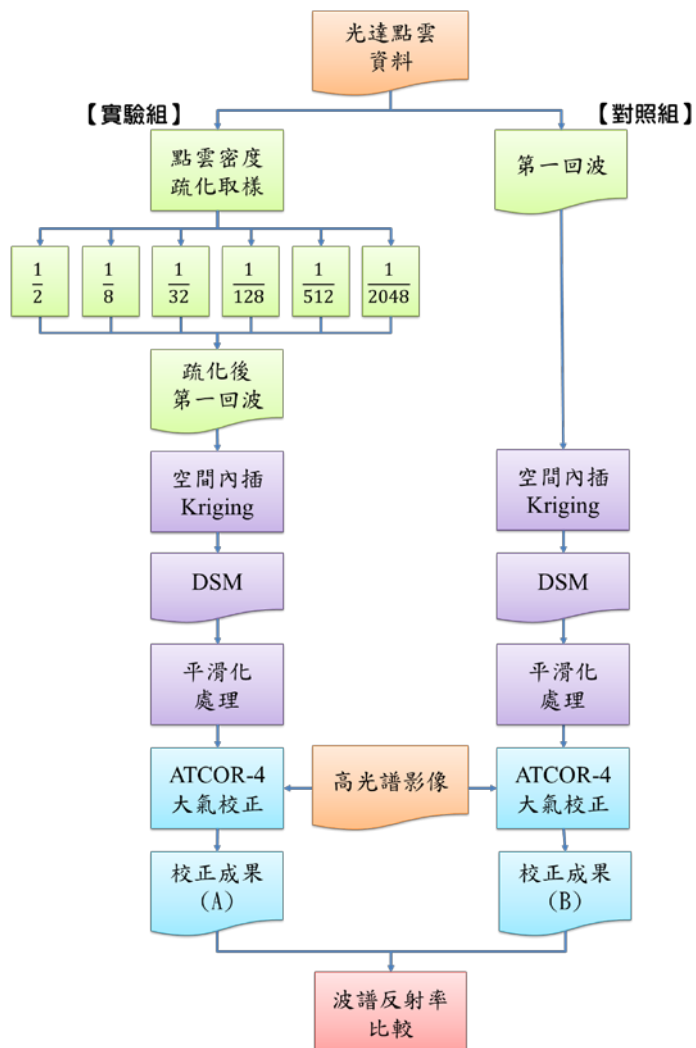 光達點雲
資料
【實驗組】
【對照組】
點雲密度
疏化取樣
第一回波
1/2
1/8
1/32
1/128
1/512
1/2048
疏化後
第一回波
空間內插
Kriging
空間內插
Kriging
DSM
DSM
平滑化
處理
平滑化
處理
ATCOR-4
大氣校正
高光譜影像
ATCOR-4
大氣校正
校正成果
(A)
校正成果
(B)
波譜反射率
比較